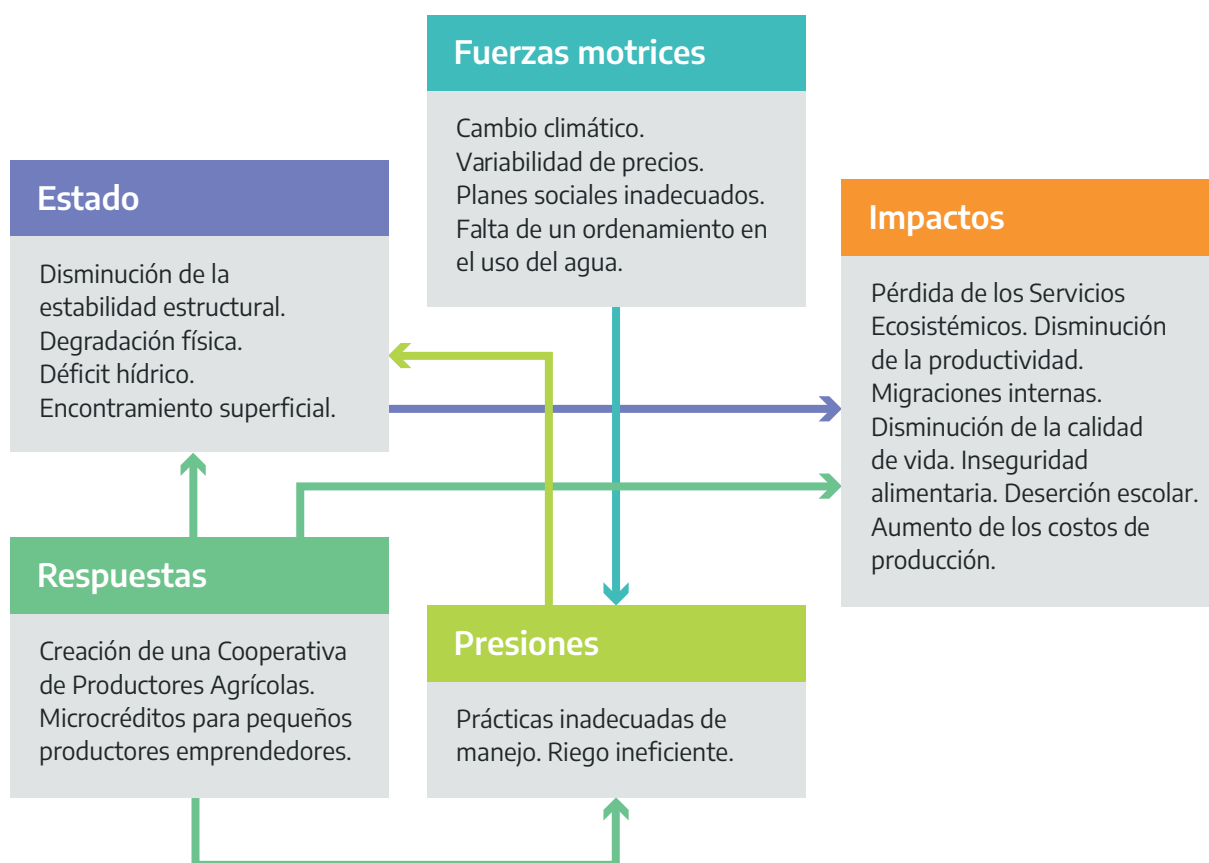 Fuerzas motrices
Cambio climático.
Variabilidad de precios.
Planes sociales inadecuados.
Falta de un ordenamiento en
el uso del agua.
Estado
Disminución de la
estabilidad estructural.
Degradación física.
Déficit hídrico.
Encontramiento superficial.
Impactos
Pérdida de los Servicios
Ecosistémicos. Disminución
de la productividad.
Migraciones internas.
Disminución de la calidad
de vida. Inseguridad
alimentaria. Deserción escolar.
Aumento de los costos de
producción.
Respuestas
Creación de una Cooperativa
de Productores Agrícolas.
Microcréditos para pequeños
productores emprendedores.
Presiones
Prácticas inadecuadas de
manejo. Riego ineficiente.